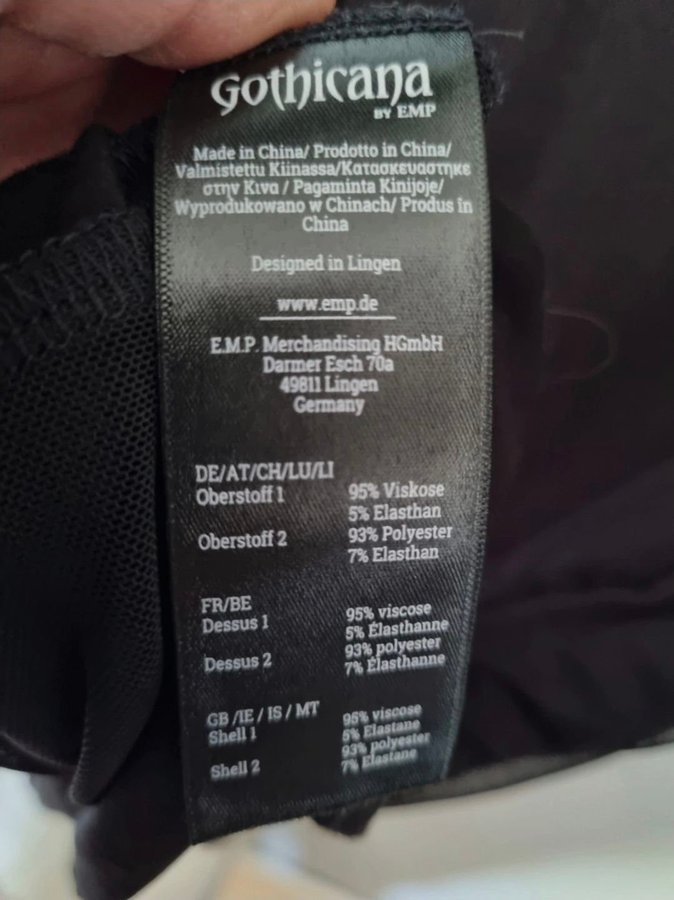 Gothicana
BY EMP
Made in China/ Prodotto in China/
Valmistettu Kiinassa/Κατασκευαστηκε
στην Κινα / Pagaminta Kinijoje/
Wyprodukowano w Chinach/ Produs în
China
Designed in Lingen
www.emp.de
E.M.P. Merchandising HGmbH
Darmer Esch 70a
49811 Lingen
Germany
DE/AT/CH/LU/LI
Oberstoff 1 95% Viskose
5% Elasthan
Oberstoff 2 93% Polyester
7% Elasthan
FR/BE
Dessus 1 95% viscose
5% Élasthanne
Dessus 2 93% polyester
7% Élasthanne
GB /IE / IS / MT
Shell 1 95% viscose
5% Elastane
Shell 2 93% polyester
7% Elastane